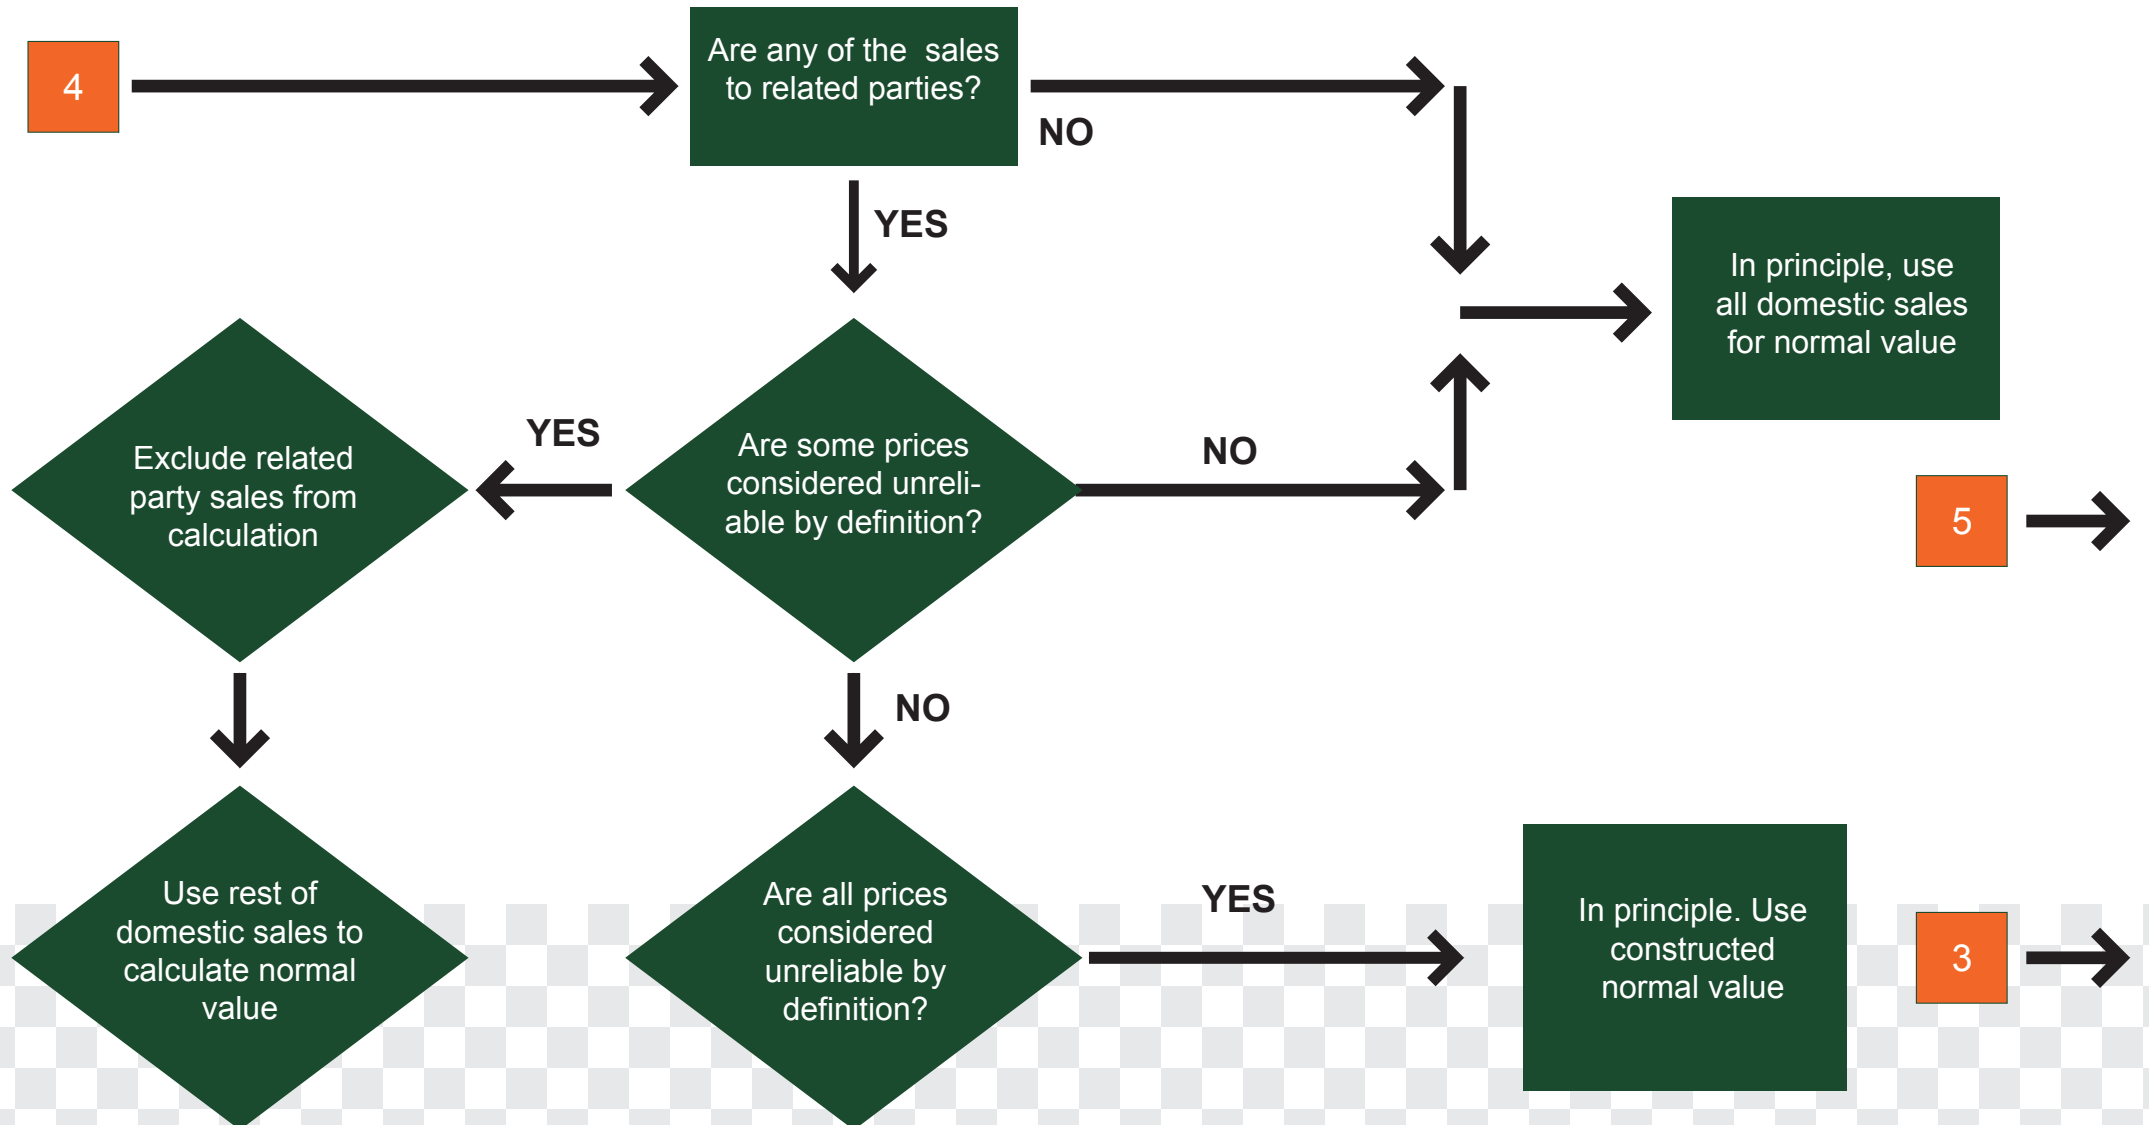 4
Are any of the sales
to related parties?
NO
YES
In principle, use
all domestic sales
for normal value
Exclude related
party sales from
calculation
YES
Are some prices
considered unreli-
able by definition?
NO
5
NO
Use rest of
domestic sales to
calculate normal
value
Are all prices
considered
unreliable by
definition?
YES
In principle. Use
constructed
normal value
3